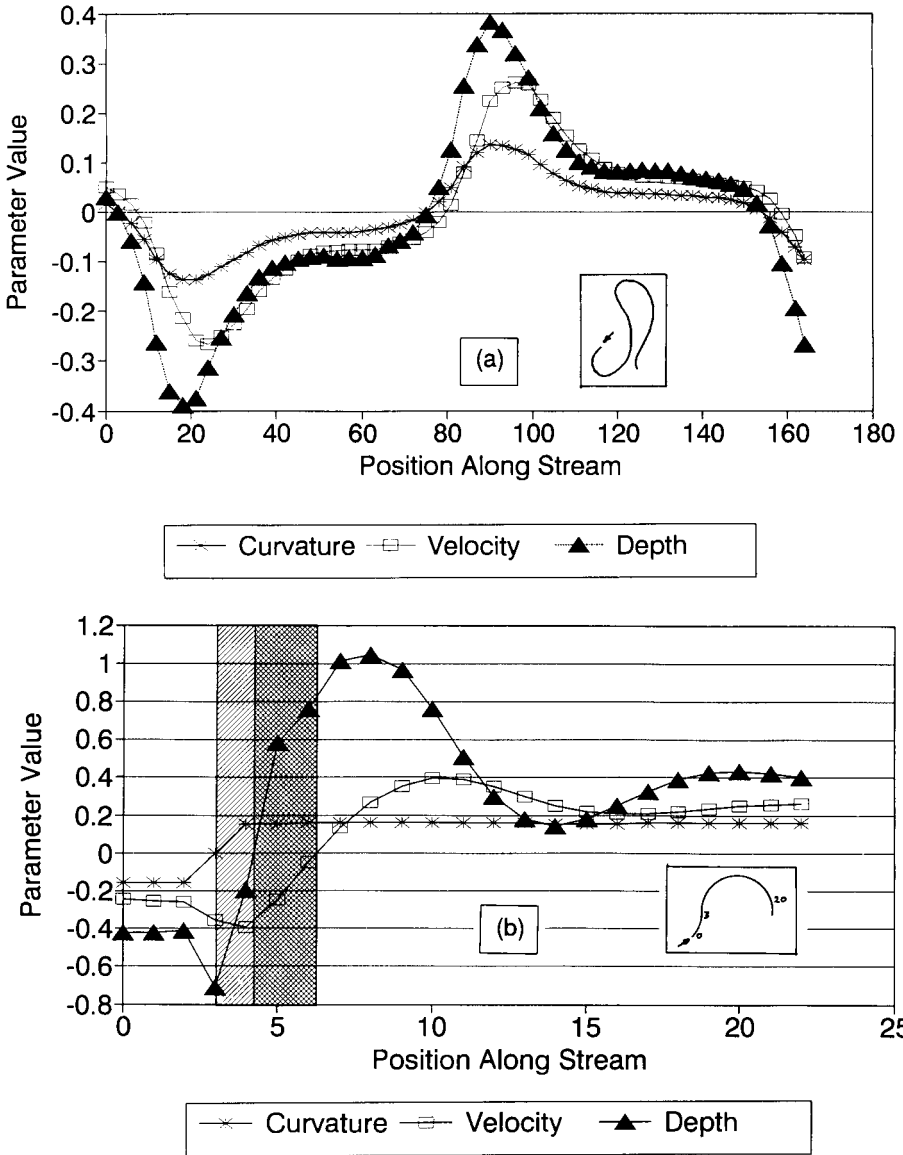 0.4
0.3
0.2
0.1
0
-0.1
-0.2
-0.3
-0.4
Parameter Value
(a)
0 20 40 60 80 100 120 140 160 180
Position Along Stream
Curvature Velocity Depth
1.2
1
0.8
0.6
0.4
0.2
0
-0.2
-0.4
-0.6
-0.8
Parameter Value
(b)
0
3
20
0 5 10 15 20 25
Position Along Stream
Curvature Velocity Depth